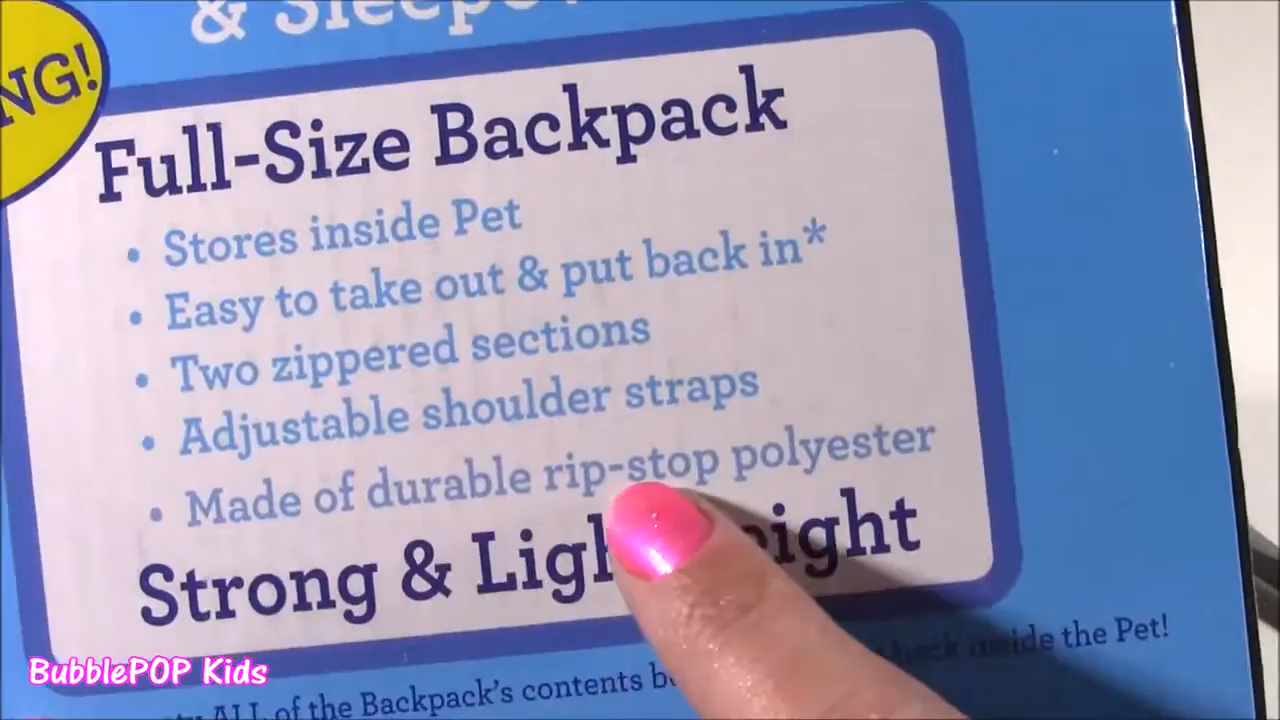 & Sleepov
NG!
Full-Size Backpack
• Stores inside Pet
• Easy to take out & put back in*
• Two zippered sections
• Adjustable shoulder straps
• Made of durable rip-stop polyester
Strong & Ligh eight
ALL of the Backpack's contents back inside the Pet!
BubblePOP Kids